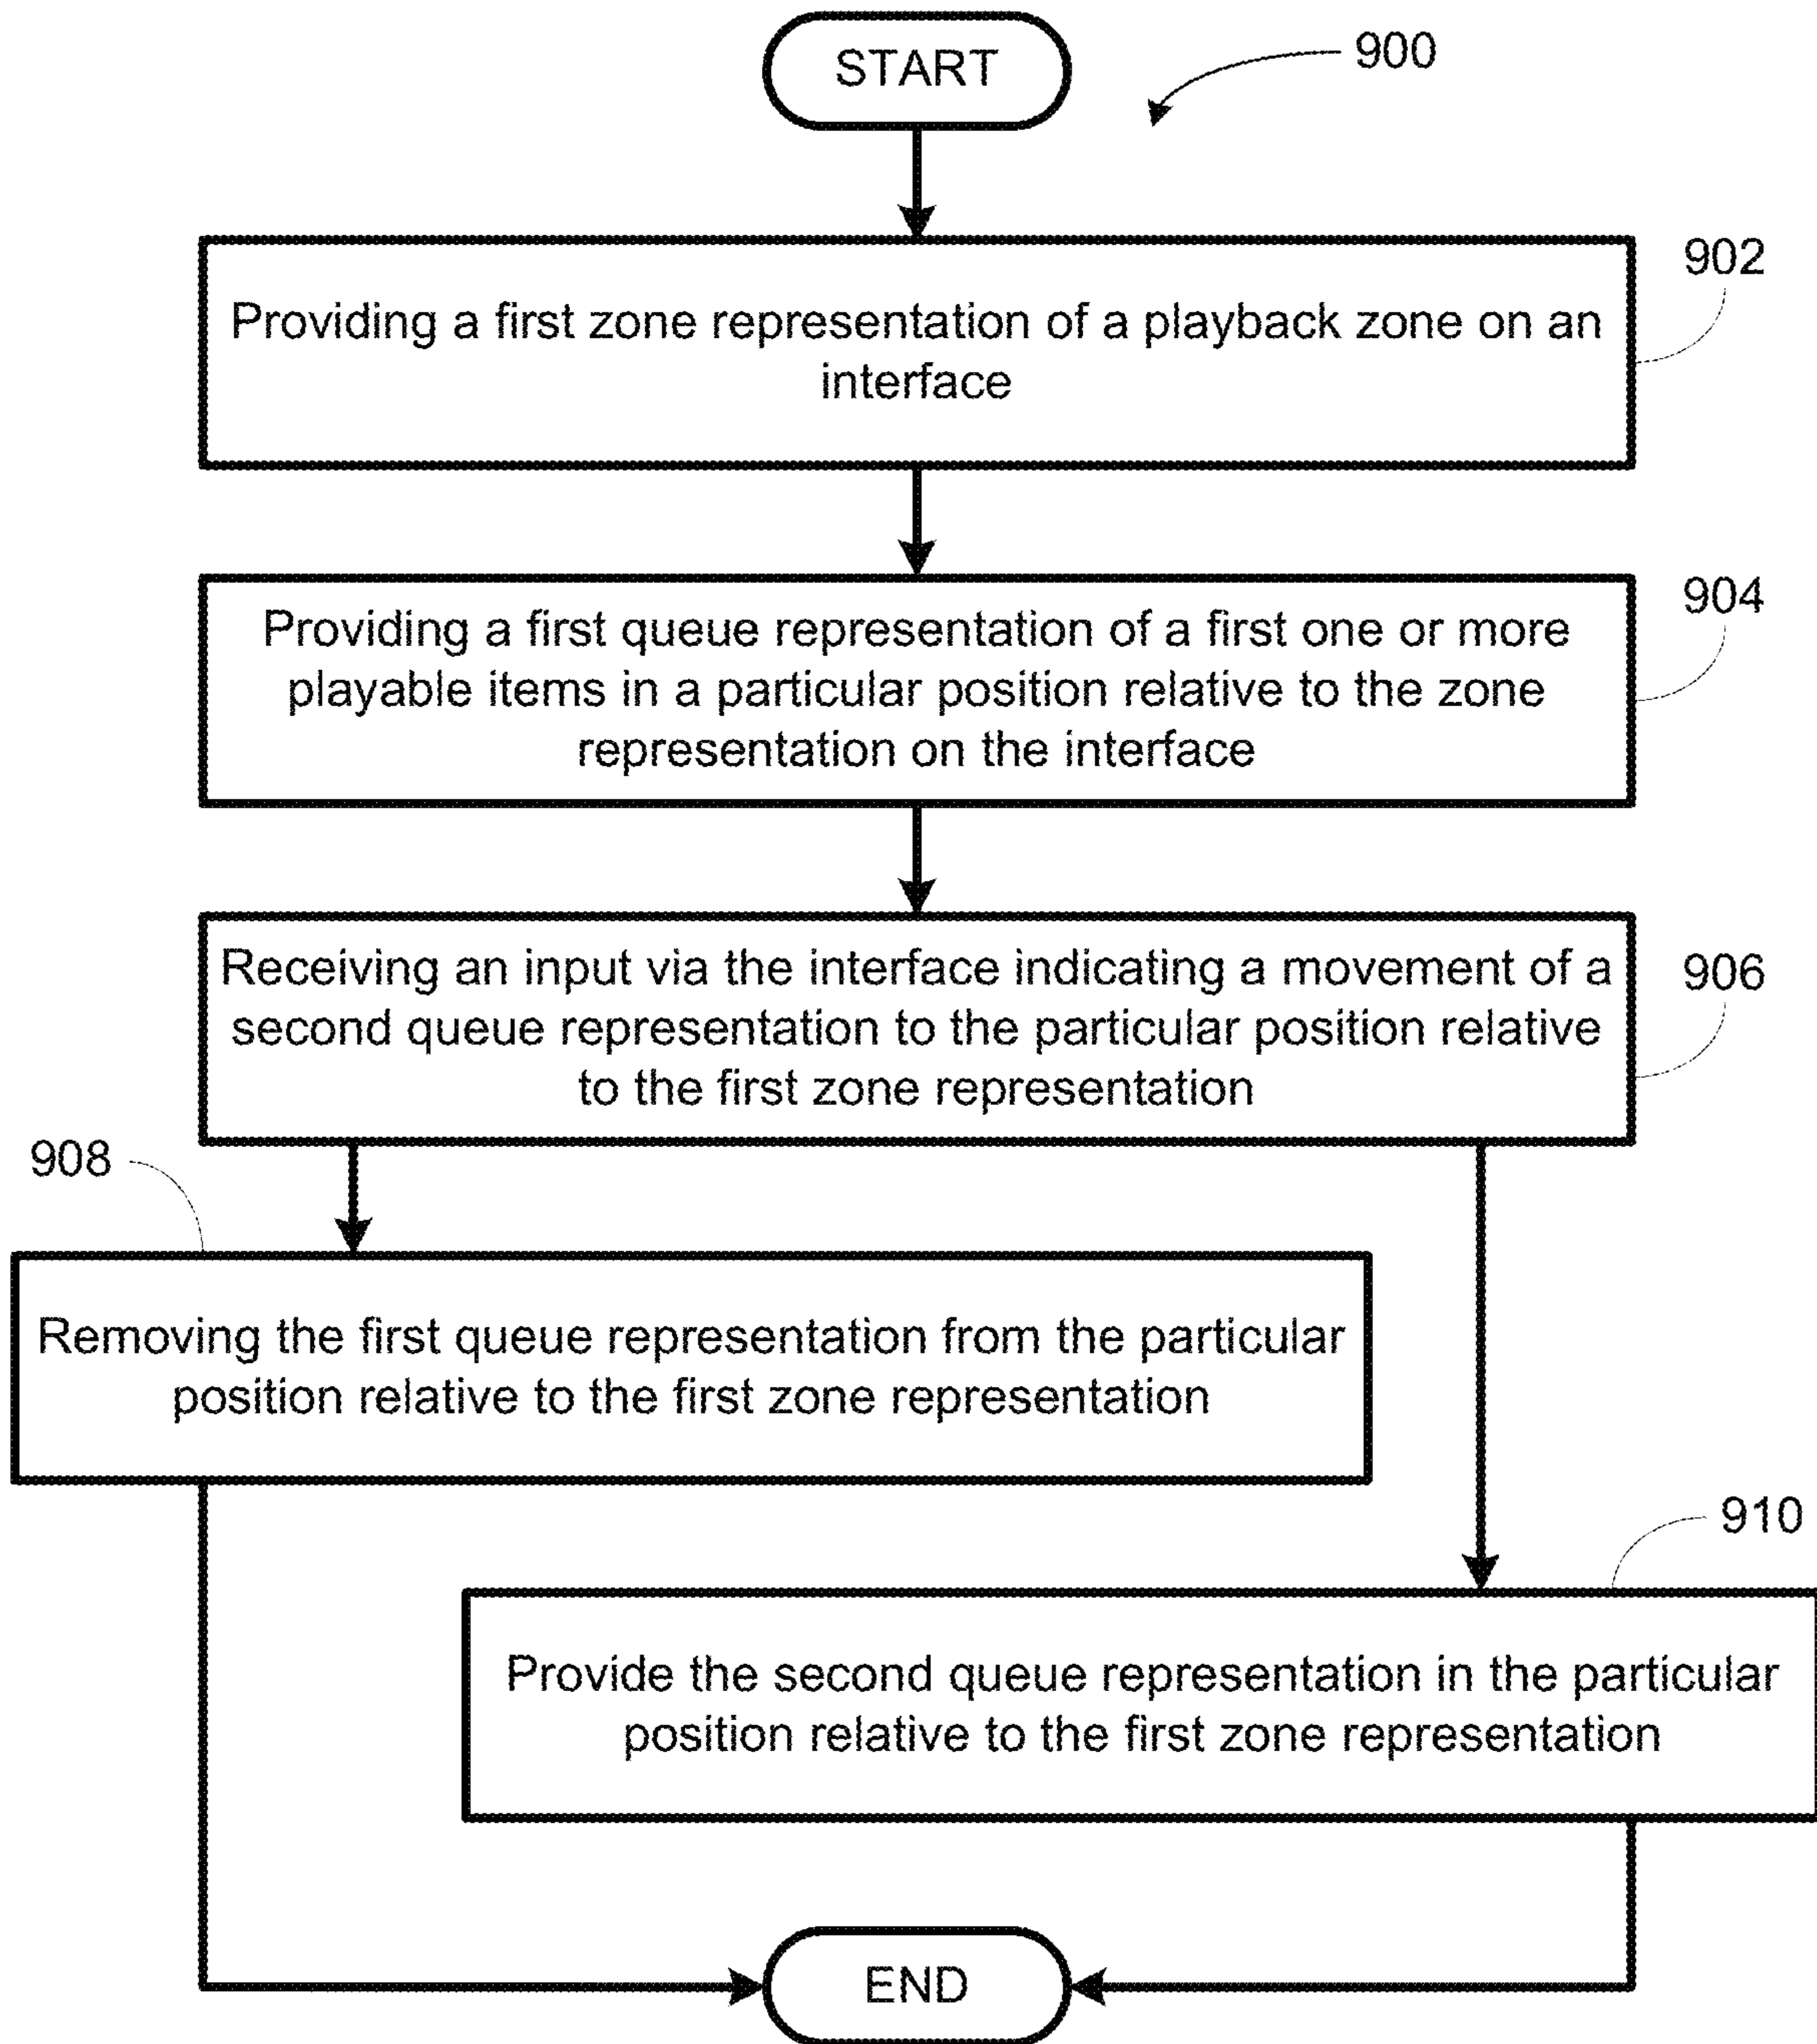 START
900
902
Providing a first zone representation of a playback zone on an
interface
904
Providing a first queue representation of a first one or more
playable items in a particular position relative to the zone
representation on the interface
906
Receiving an input via the interface indicating a movement of a
second queue representation to the particular position relative
to the first zone representation
908
Removing the first queue representation from the particular
position relative to the first zone representation
910
Provide the second queue representation in the particular
position relative to the first zone representation
END